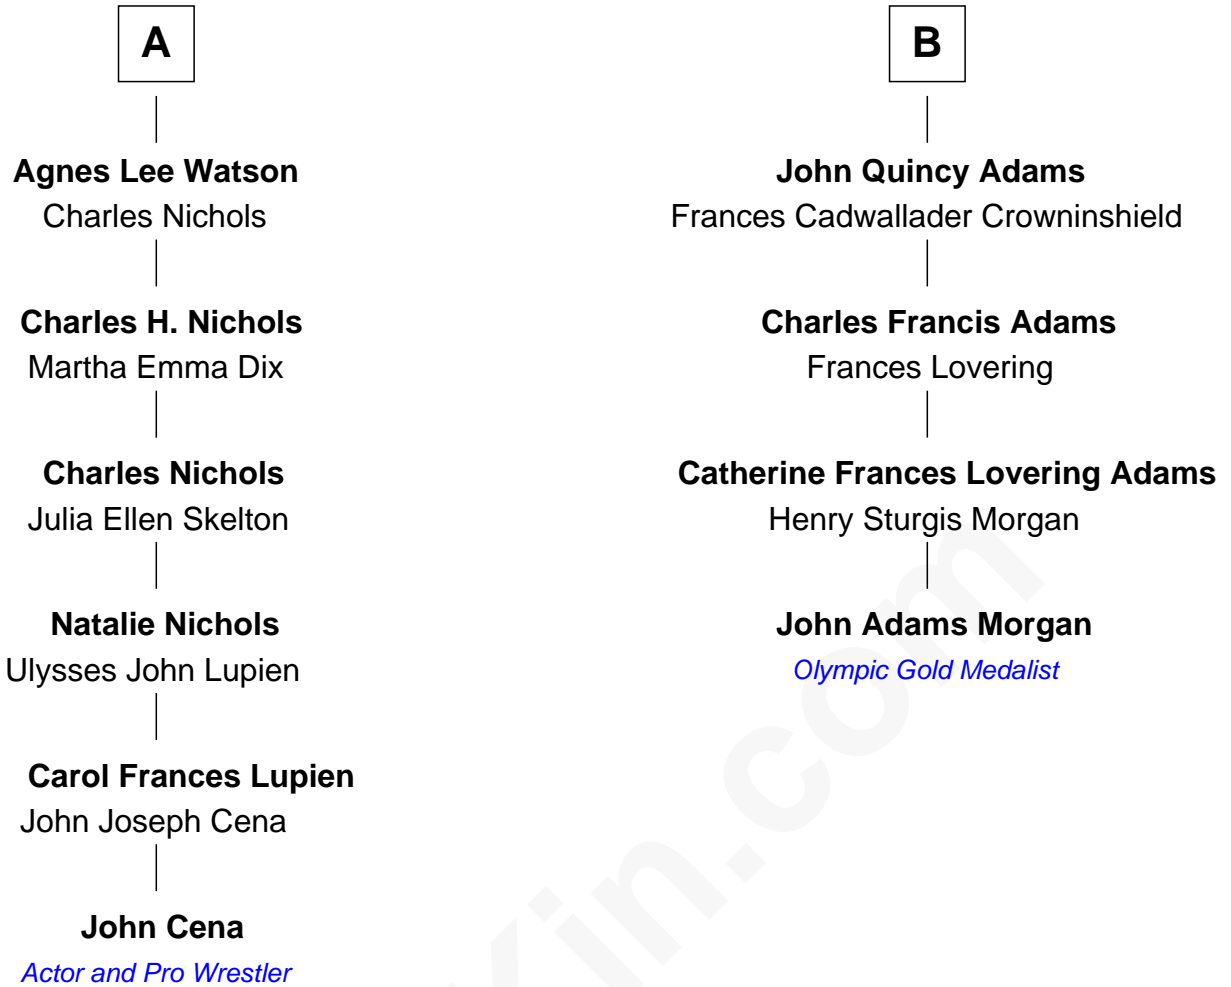 A
Agnes Lee Watson
Charles Nichols
Charles H. Nichols
Martha Emma Dix
Charles Nichols
Julia Ellen Skelton
Natalie Nichols
Ulysses John Lupien
Carol Frances Lupien
John Joseph Cena
John Cena
Actor and Pro Wrestler
B
John Quincy Adams
Frances Cadwallader Crowninshield
Charles Francis Adams
Frances Lovering
Catherine Frances Lovering Adams
Henry Sturgis Morgan
John Adams Morgan
Olympic Gold Medalist
Kin.com